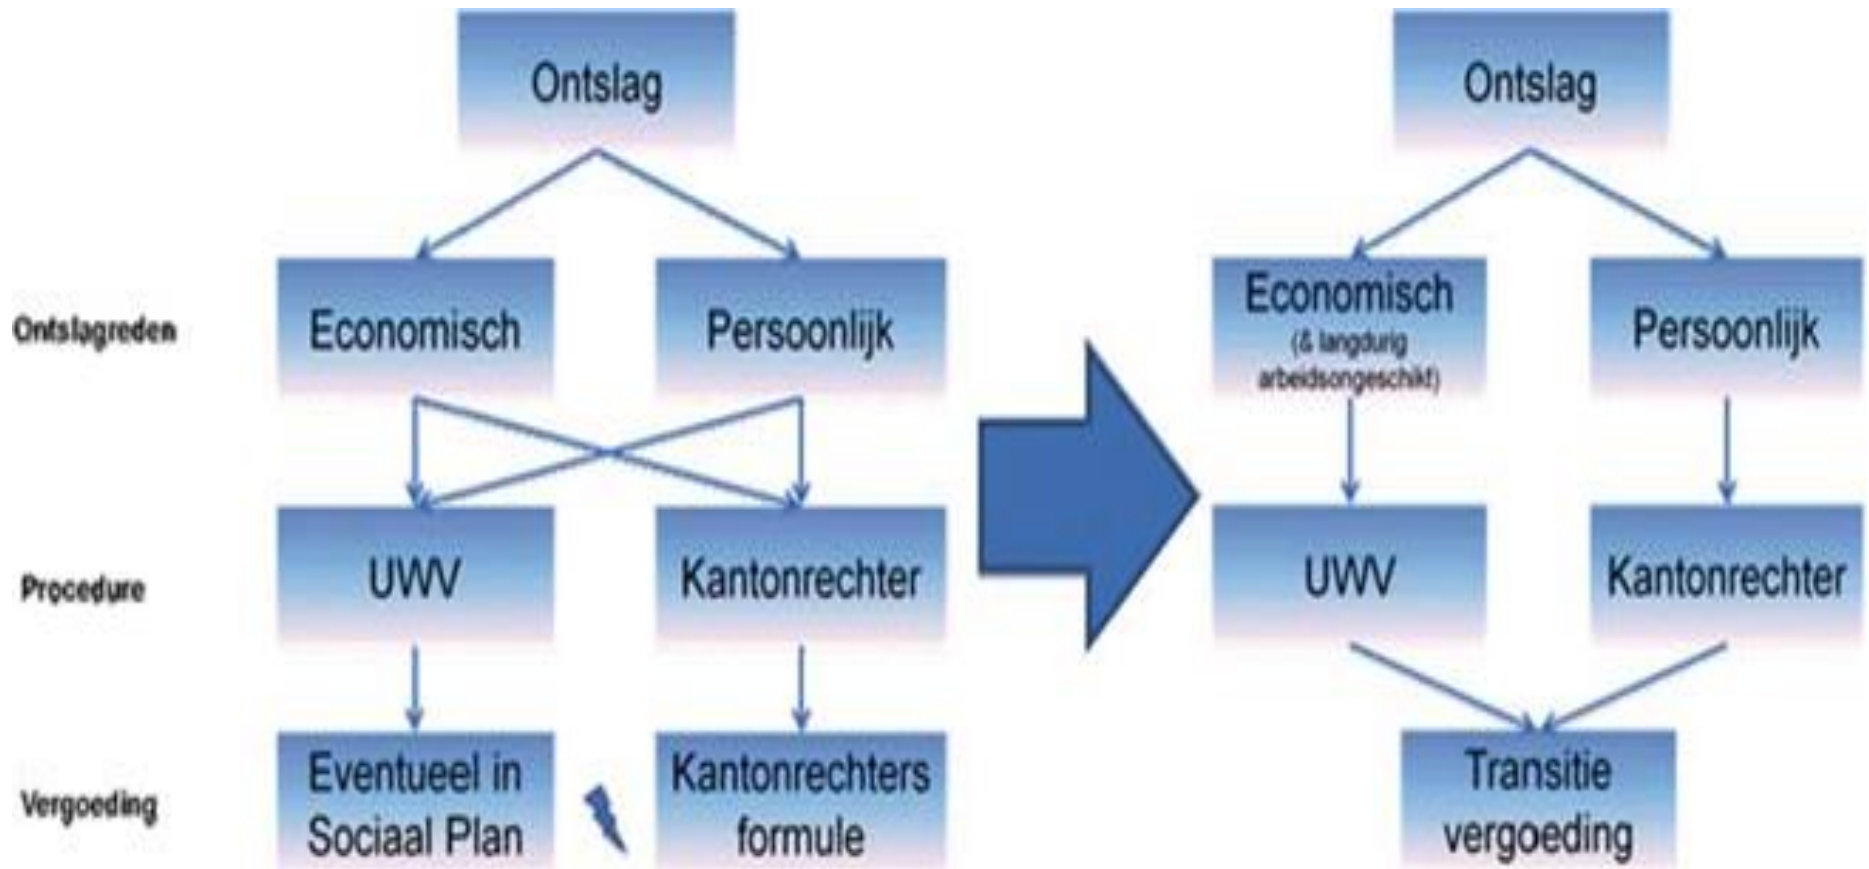 Ontslag
Ontslag
Ontslagreden
Economisch
Persoonlijk
Economisch
(& langdurig
arbeidsongeschikt)
Persoonlijk
Procedure
UWV
Kantonrechter
UWV
Kantonrechter
Vergoeding
Eventueel in
Sociaal Plan
Kantonrechters
formule
Transitie
vergoeding